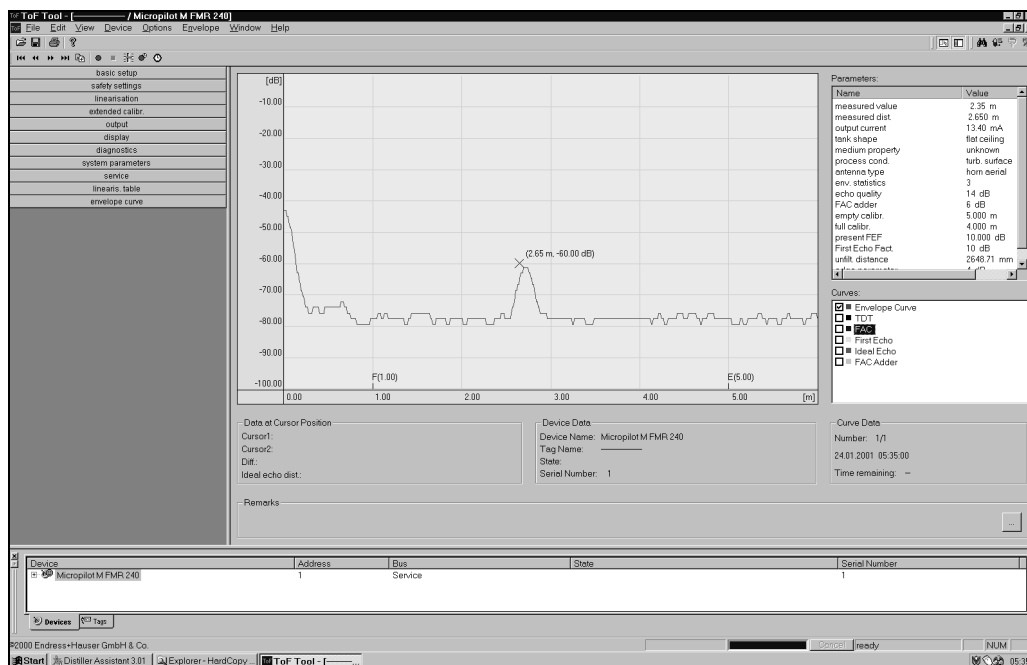 ToF Tool - [———— / Micropilot M FMR 240]
File Edit View Device Options Envelope Window Help
basic setup
safety settings
linearisation
extended calibr.
output
display
diagnostics
system parameters
service
linearis. table
envelope curve
[dB]
-10.00
-20.00
-30.00
-40.00
-50.00
-60.00
-70.00
-80.00
-90.00
-100.00
(2.65 m, -60.00 dB)
F(1.00)
E(5.00)
0.00 1.00 2.00 3.00 4.00 5.00 [m]
Parameters:
Name Value
measured value 2.35 m
measured dist. 2.650 m
output current 13.40 mA
tank shape flat ceiling
medium property unknown
process cond. turb. surface
antenna type horn aerial
env. statistics 3
echo quality 14 dB
FAC adder 6 dB
empty calibr. 5.000 m
full calibr. 4.000 m
present FEF 10.000 dB
First Echo Fact. 10 dB
unfilt. distance 2648.71 mm
Curves:
Envelope Curve
TDT
FAC
First Echo
Ideal Echo
FAC Adder
Data at Cursor Position
Cursor1:
Cursor2:
Diff.:
Ideal echo dist.:
Device Data
Device Name: Micropilot M FMR 240
Tag Name: ————
State:
Serial Number: 1
Curve Data
Number: 1/1
24.01.2001 05:35:00
Time remaining: --
Remarks
...
Device Address Bus State Serial Number
Micropilot M FMR 240 1 Service 1
Devices Tags
©2000 Endress+Hauser GmbH & Co. Cancel ready NUM
Start Distiller Assistant 3.01 Explorer - HardCopy ... ToF Tool - [——... 05:35